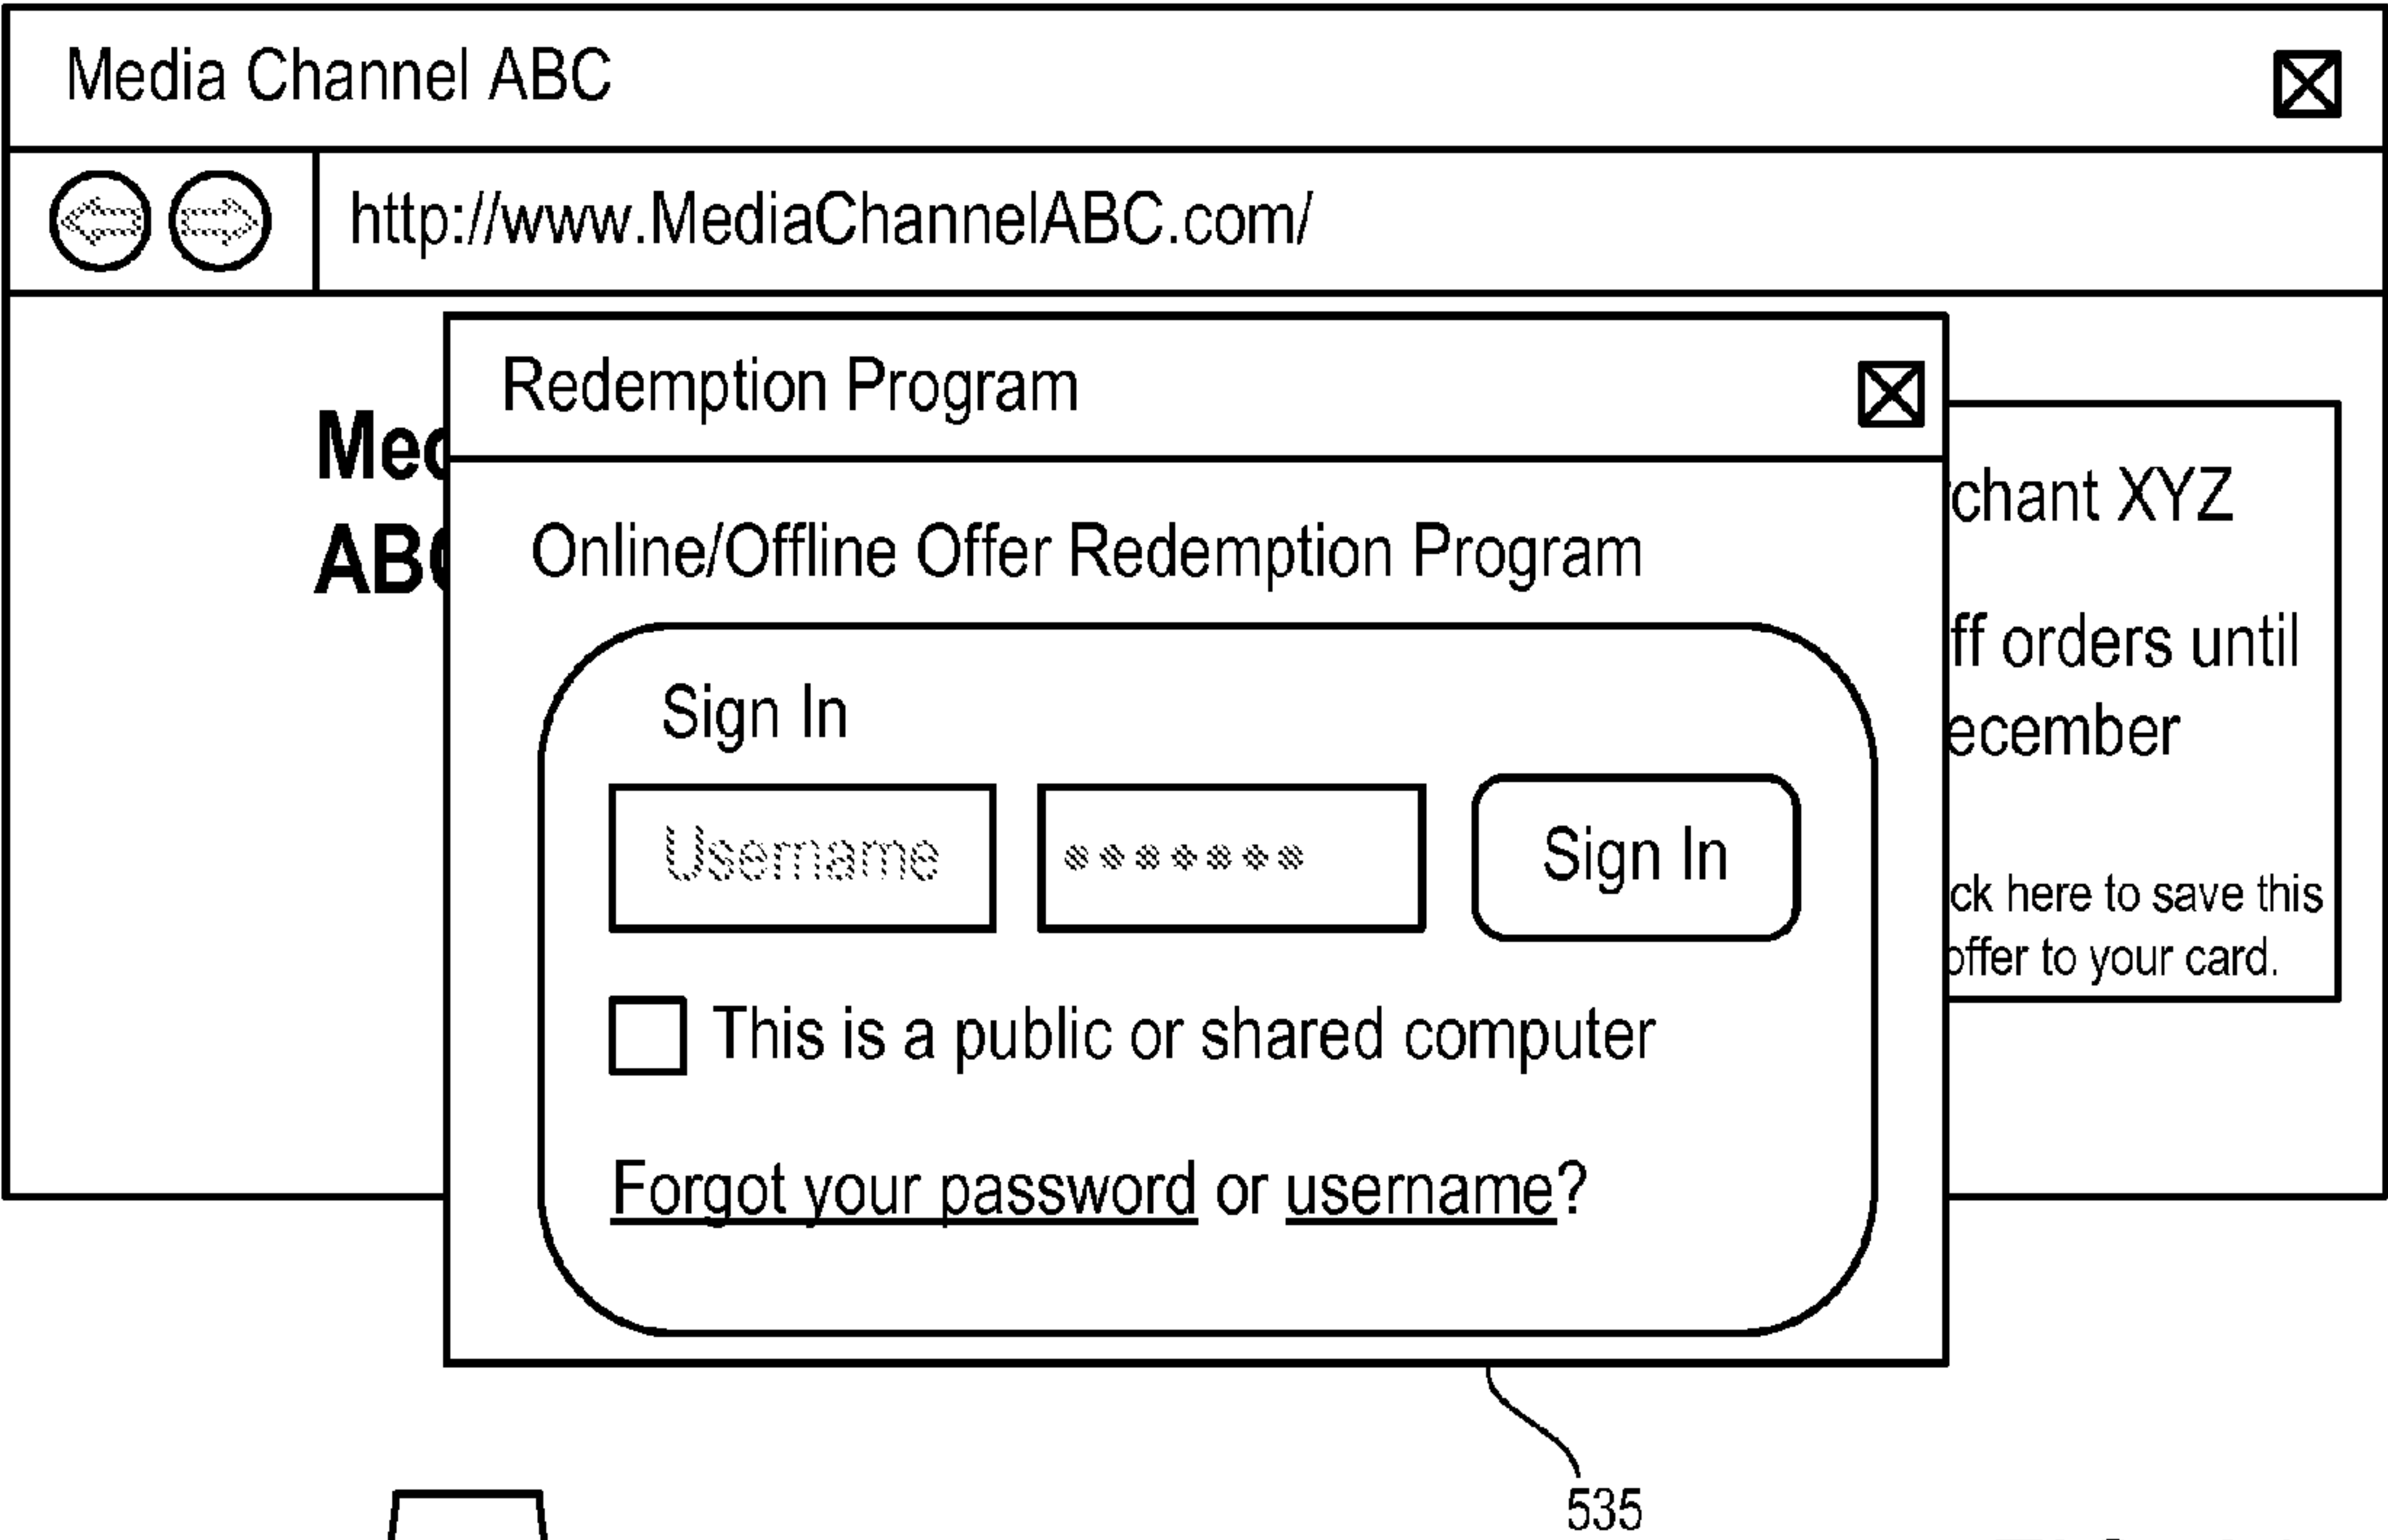 Media Channel ABC
http://www.MediaChannelABC.com/
Redemption Program
Online/Offline Offer Redemption Program
Sign In
Username
Sign In
This is a public or shared computer
Forgot your password or username?
chant XYZ
ff orders until
ecember
ck here to save this
offer to your card.
535